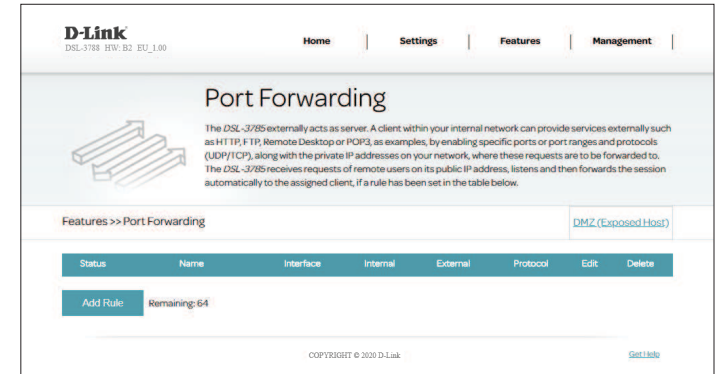 D-Link
DSL-3788 HW: B2 EU_1.00
Home Settings Features Management
Port Forwarding
The DSL-3785 externally acts as server. A client within your internal network can provide services externally such
as HTTP, FTP, Remote Desktop or POP3, as examples, by enabling specific ports or port ranges and protocols
(UDP/TCP), along with the private IP addresses on your network, where these requests are to be forwarded to.
The DSL-3785 receives requests of remote users on its public IP address, listens and then forwards the session
automatically to the assigned client, if a rule has been set in the table below.
Features >> Port Forwarding DMZ (Exposed Host)
Status Name Interface Internal External Protocol Edit Delete
Add Rule Remaining: 64
COPYRIGHT © 2020 D-Link Get Help